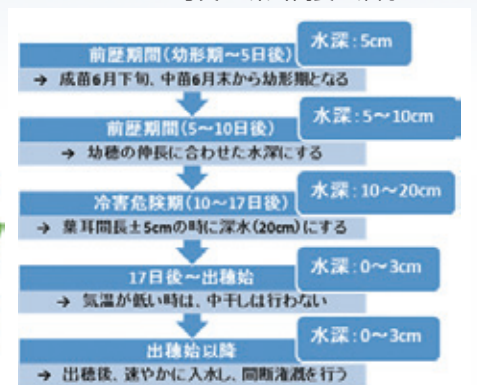 水深:5cm
前歴期間(幼形期~5日後)
→ 成苗6月下旬、中苗6月末から幼形期となる
水深:5~10cm
前歴期間(5~10日後)
→ 幼穂の伸長に合わせた水深にする
水深:10~20cm
冷害危険期(10~17日後)
→ 葉耳間長±5cmの時に深水(20cm)にする
水深:0~3cm
17日後~出穂始
→ 気温が低い時は、中干しは行わない
水深:0~3cm
出穂始以降
→ 出穂後、速やかに入水し、間断灌漑を行う